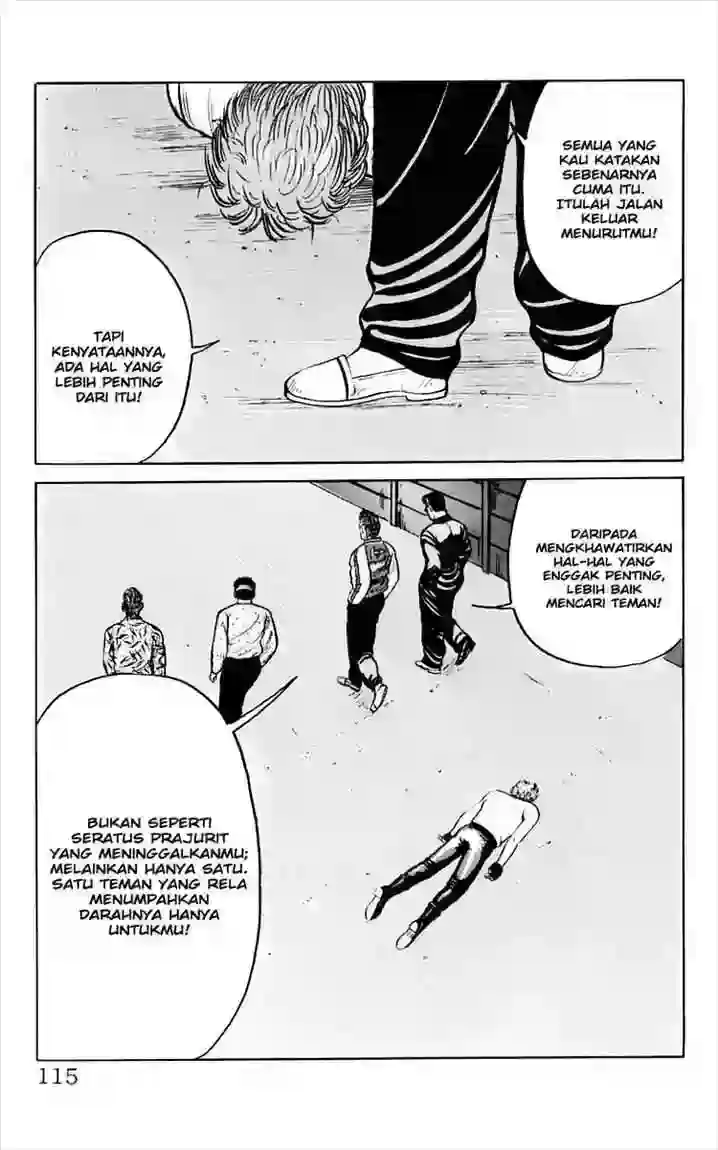 SEMUA YANG
KAU KATAKAN
SEBENARNYA
CUMA ITU.
ITULAH JALAN
KELUAR
MENURUTMU!
TAPI
KENYATAANNYA,
ADA HAL YANG
LEBIH PENTING
DARI ITU!
DARIPADA
MENGKHAWATIRKAN
HAL-HAL YANG
ENGGAK PENTING,
LEBIH BAIK
MENCARI TEMAN!
BUKAN SEPERTI
SERATUS PRAJURIT
YANG MENINGGALKANMU;
MELAINKAN HANYA SATU.
SATU TEMAN YANG RELA
MENUMPAHKAN
DARAHNYA HANYA
UNTUKMU!
115